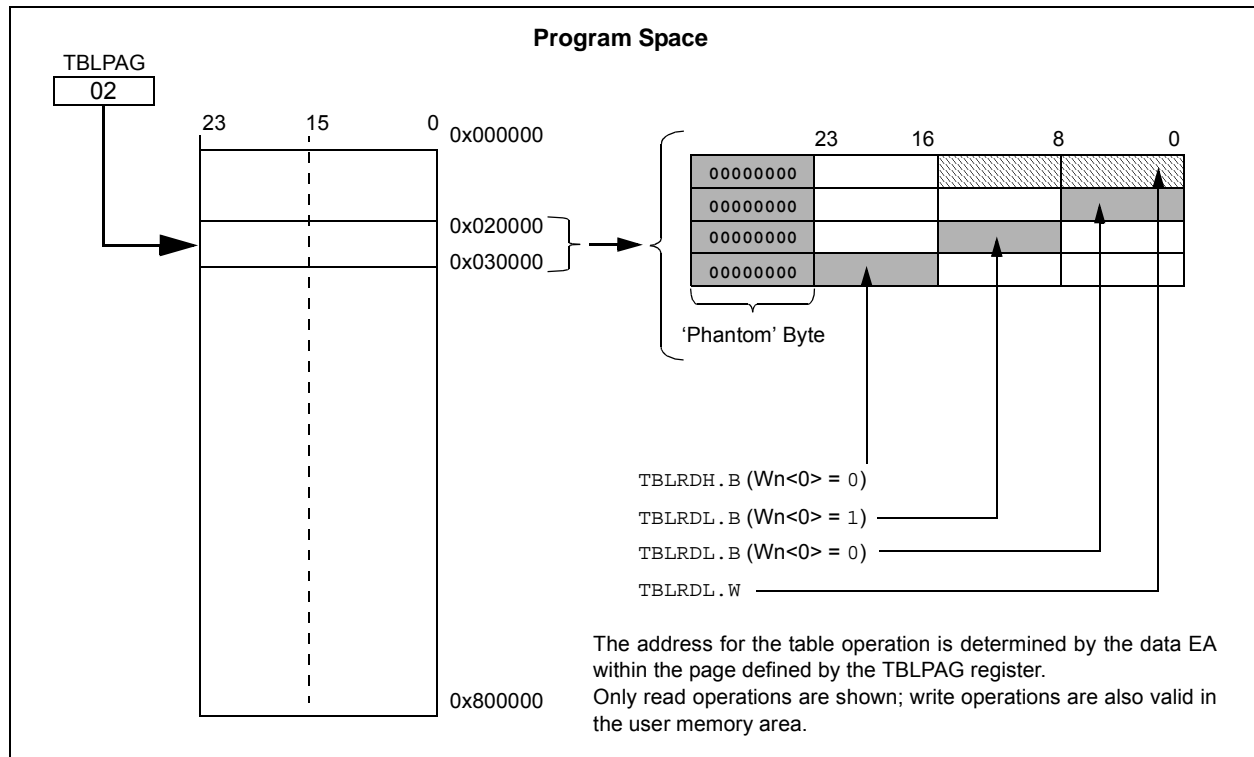 Program Space
TBLPAG
02
23 15 0
0x000000
0x020000
0x030000
0x800000
23 16 8 0
00000000
00000000
00000000
00000000
‘Phantom’ Byte
TBLRDH.B (Wn<0> = 0)
TBLRDL.B (Wn<0> = 1)
TBLRDL.B (Wn<0> = 0)
TBLRDL.W
The address for the table operation is determined by the data EA
within the page defined by the TBLPAG register.
Only read operations are shown; write operations are also valid in
the user memory area.